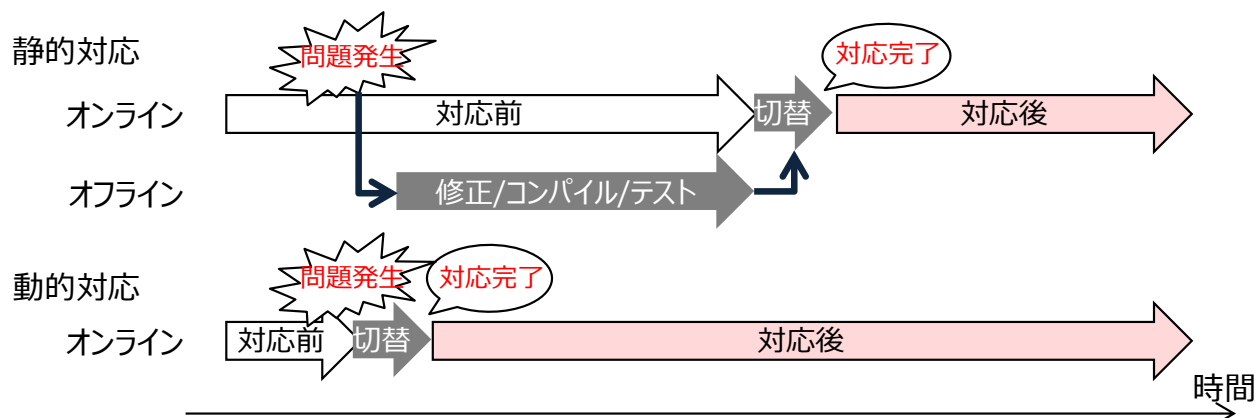 静的対応
問題発生
対応完了
オンライン
対応前
切替
対応後
オフライン
修正/コンパイル/テスト
動的対応
問題発生
対応完了
オンライン
対応前
切替
対応後
時間